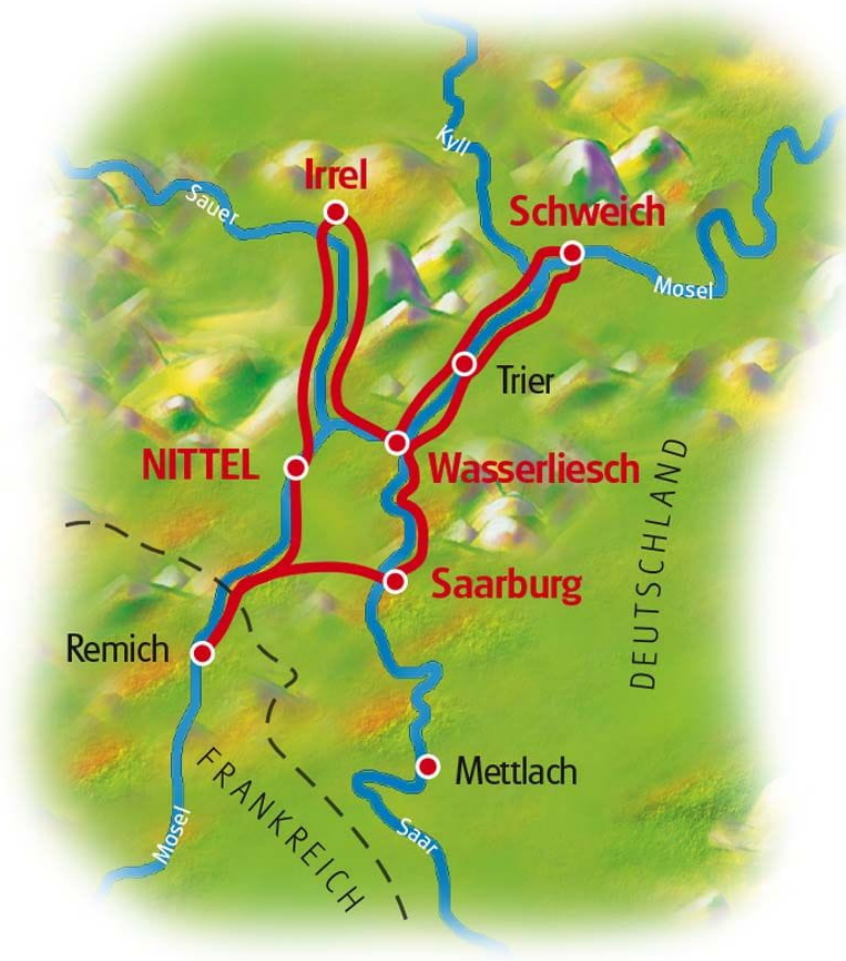 Kyll
Irrel
Sauer
Schweich
Mosel
Trier
NITTEL
Wasserliesch
DEUTSCHLAND
Saarburg
Remich
FRANKREICH
Mettlach
Mosel
Saar